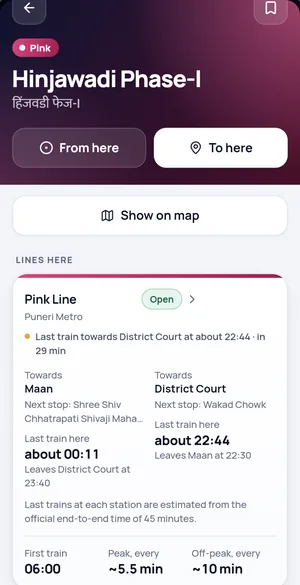 Pink
Hinjawadi Phase-I
हिंजवडी फेज-I
From here
To here
Show on map
LINES HERE
Pink Line
Open
Puneri Metro
Last train towards District Court at about 22:44 · in
29 min
Towards
Maan
Next stop: Shree Shiv
Chhatrapati Shivaji Maha...
Last train here
about 00:11
Leaves District Court at
23:40
Towards
District Court
Next stop: Wakad Chowk
Last train here
about 22:44
Leaves Maan at 22:30
Last trains at each station are estimated from the
official end-to-end time of 45 minutes.
First train
06:00
Peak, every
~5.5 min
Off-peak, every
~10 min